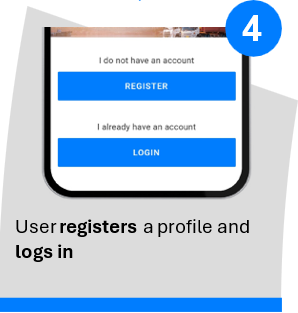 4
I do not have an account
REGISTER
I already have an account
LOGIN
User registers a profile and
logs in